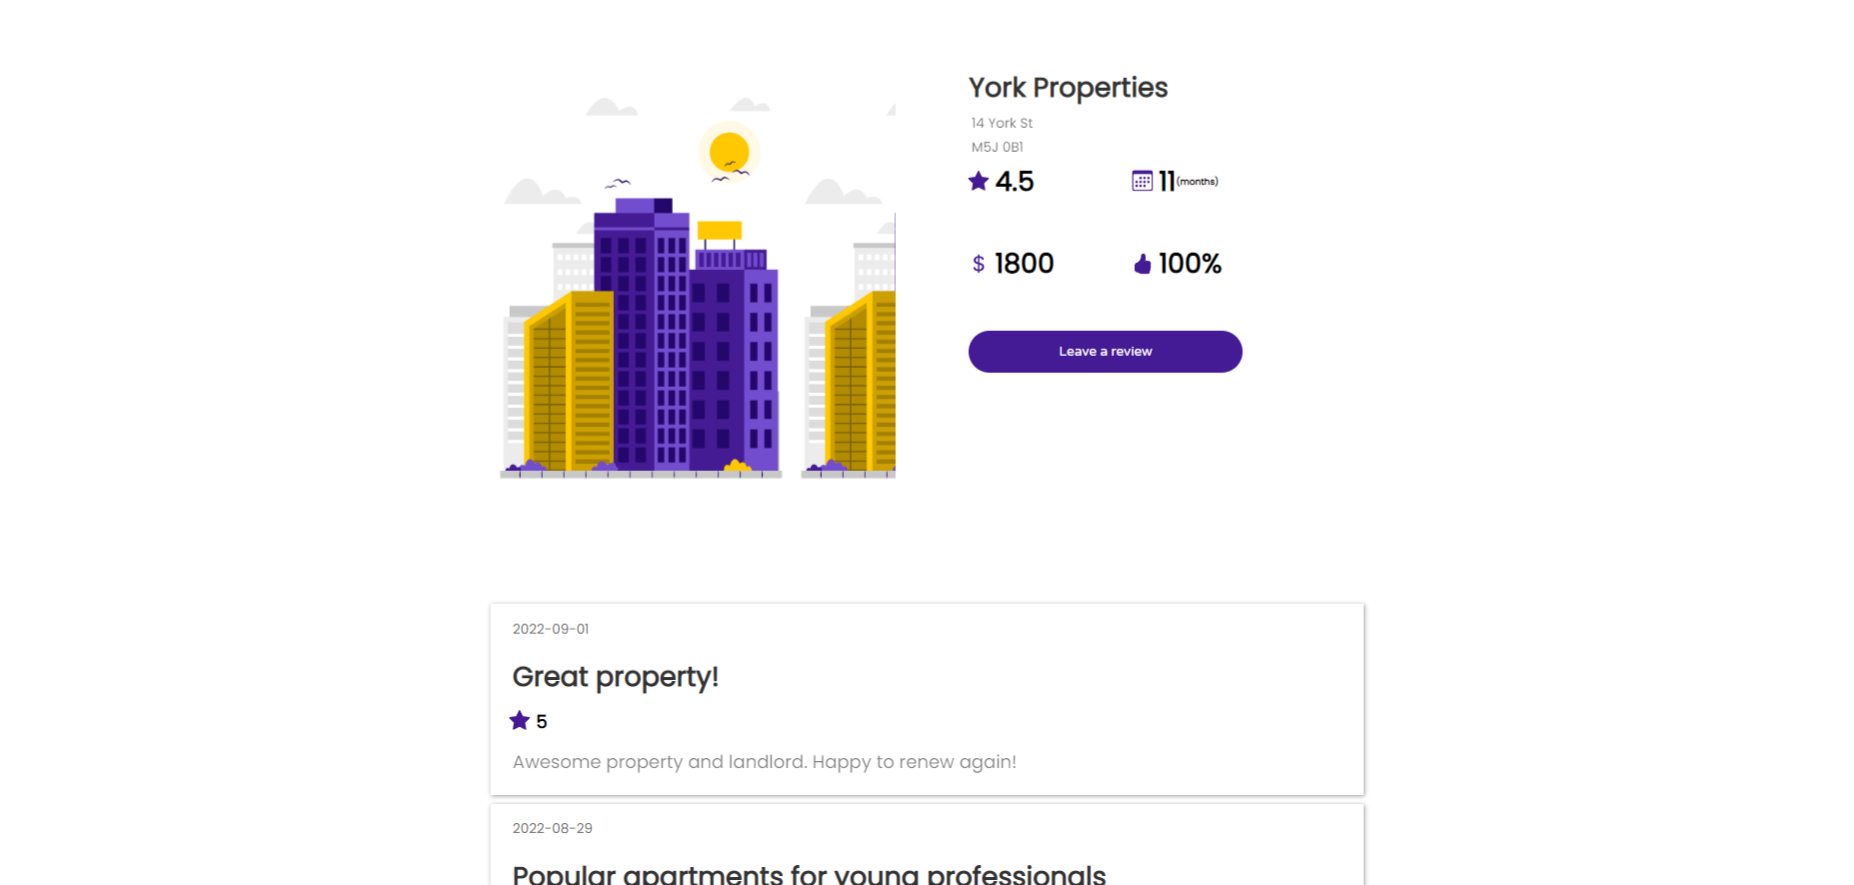 York Properties
14 York St
M5J 0B1
4.5
11(months)
$ 1800
100%
Leave a review
2022-09-01
Great property!
5
Awesome property and landlord. Happy to renew again!
2022-08-29
Popular apartments for young professionals